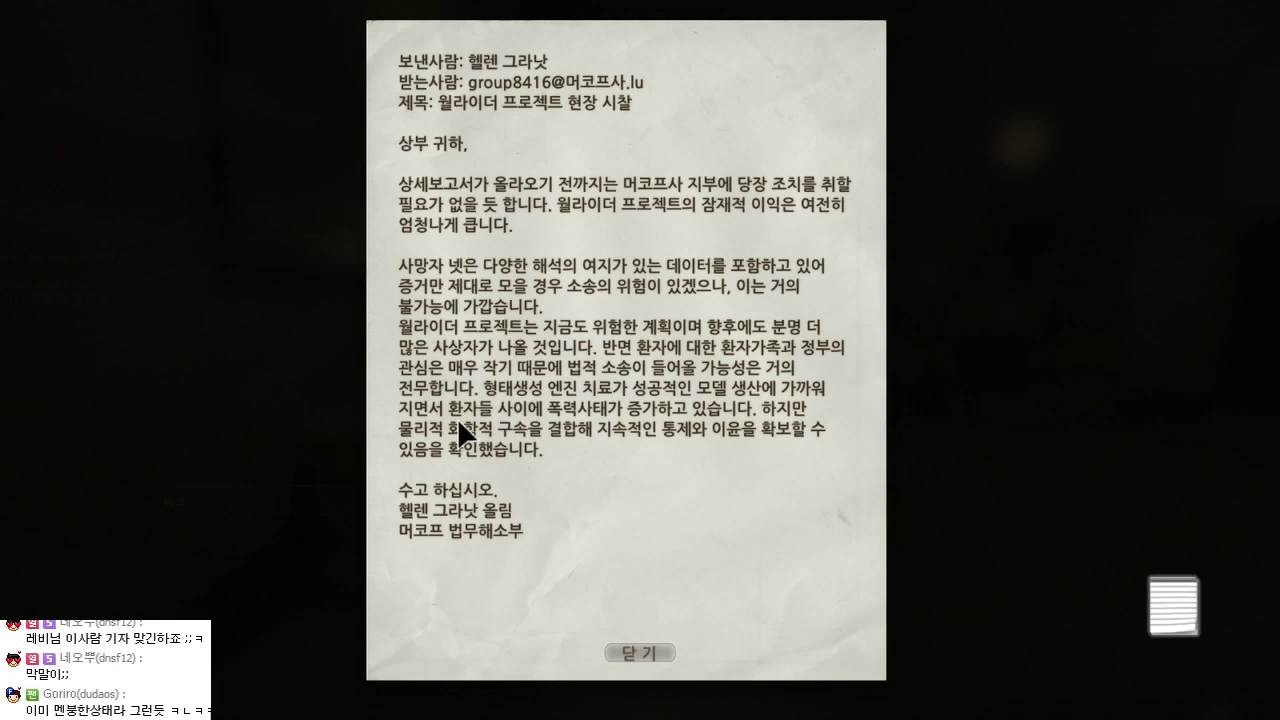 보낸사람: 헬렌 그라낫
받는사람: group8416@머코프사.lu
제목: 월라이더 프로젝트 현장 시찰
상부 귀하,
상세보고서가 올라오기 전까지는 머코프사 지부에 당장 조치를 취할
필요가 없을 듯 합니다. 월라이더 프로젝트의 잠재적 이익은 여전히
엄청나게 큽니다.
사망자 넷은 다양한 해석의 여지가 있는 데이터를 포함하고 있어
증거만 제대로 모을 경우 소송의 위험이 있겠으나, 이는 거의
불가능에 가깝습니다.
월라이더 프로젝트는 지금도 위험한 계획이며 향후에도 분명 더
많은 사상자가 나올 것입니다. 반면 환자에 대한 환자가족과 정부의
관심은 매우 작기 때문에 법적 소송이 들어올 가능성은 거의
전무합니다. 형태생성 엔진 치료가 성공적인 모델 생산에 가까워
지면서 환자들 사이에 폭력사태가 증가하고 있습니다. 하지만
물리적 화학적 구속을 결합해 지속적인 통제와 이윤을 확보할 수
있음을 확인했습니다.
수고 하십시오.
헬렌 그라낫 올림
머코프 법무해소부
닫 기
열 5 네오뿌(dnsf12) :
레비넘 이사람 기자 맞긴하죠 ;;ㅋ
열 5 네오뿌(dnsf12) :
막말이;;
팬 Goriro(dudaos) :
이미 멘붕한상태라 그런듯 ㅋㄴㅋ